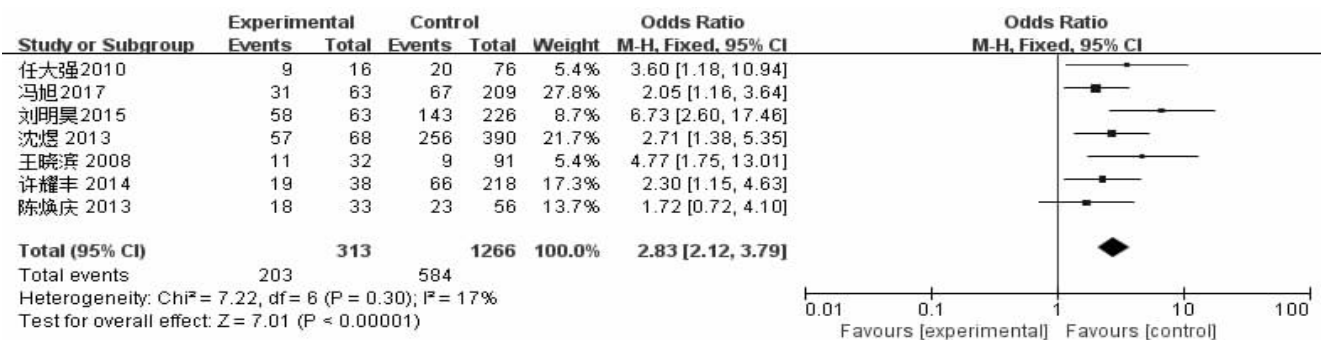 Experimental Control Odds Ratio Odds Ratio
Study or Subgroup Events Total Events Total Weight M-H, Fixed, 95% CI M-H, Fixed, 95% CI
任大强2010 9 16 20 76 5.4% 3.60 [1.18, 10.94]
冯旭2017 31 63 67 209 27.8% 2.05 [1.16, 3.64]
刘明昊2015 58 63 143 226 8.7% 6.73 [2.60, 17.46]
沈煜 2013 57 68 256 390 21.7% 2.71 [1.38, 5.35]
王晓滨 2008 11 32 9 91 5.4% 4.77 [1.75, 13.01]
许耀丰 2014 19 38 66 218 17.3% 2.30 [1.15, 4.63]
陈焕庆 2013 18 33 23 56 13.7% 1.72 [0.72, 4.10]
Total (95% CI) 313 1266 100.0% 2.83 [2.12, 3.79]
Total events 203 584
Heterogeneity: Chi² = 7.22, df = 6 (P = 0.30); I² = 17%
Test for overall effect: Z = 7.01 (P < 0.00001)
0.01 0.1 1 10 100
Favours [experimental] Favours [control]